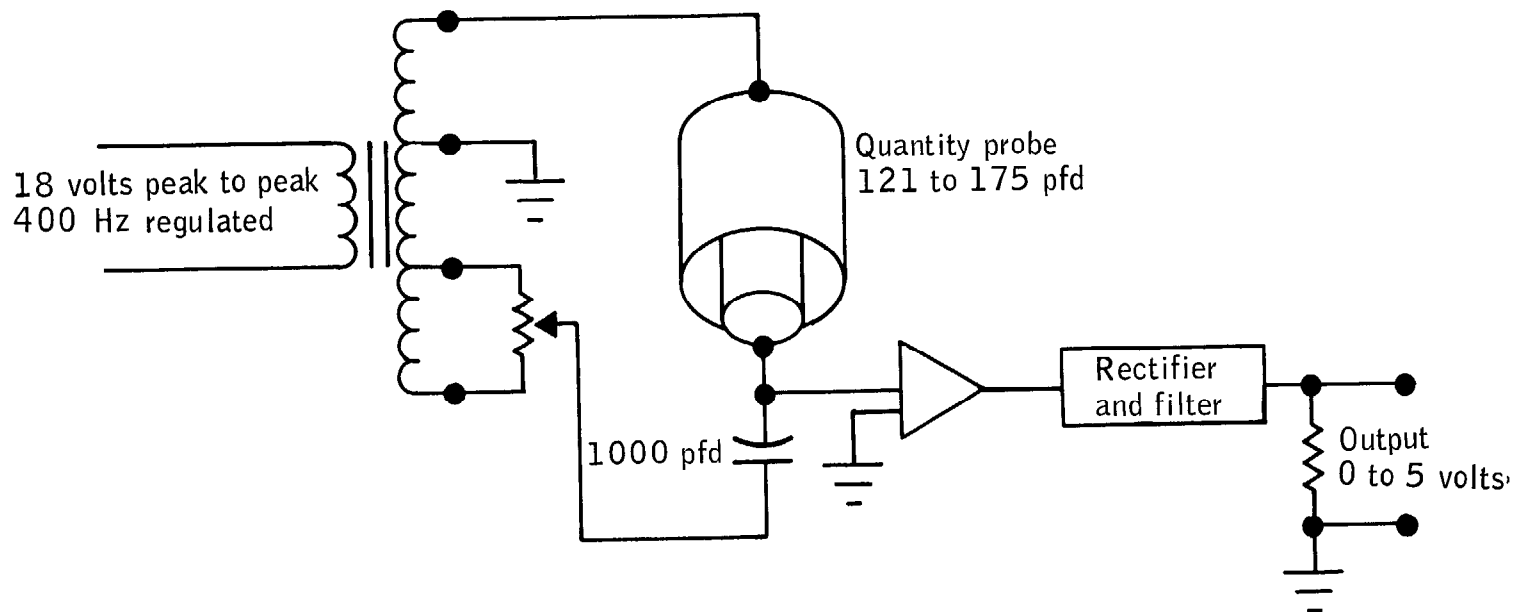 18 volts peak to peak
400 Hz regulated
Quantity probe
121 to 175 pfd
1000 pfd
Rectifier
and filter
Output
0 to 5 volts